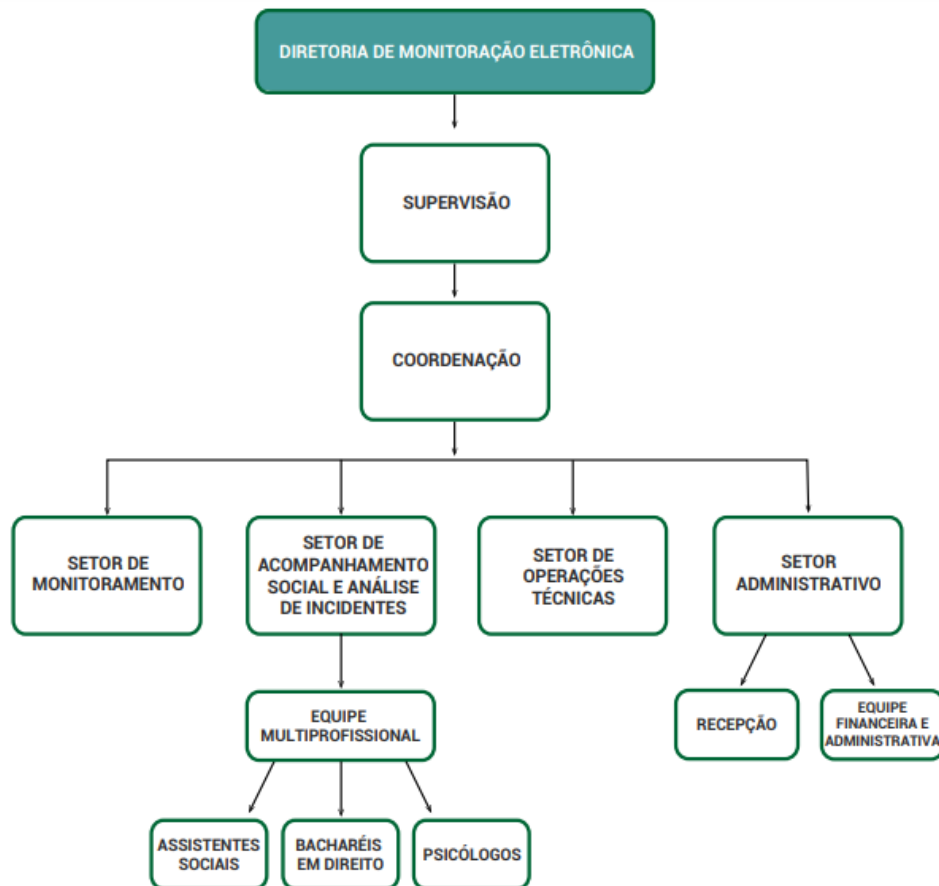 DIRETORIA DE MONITORAÇÃO ELETRÔNICA
SUPERVISÃO
COORDENAÇÃO
SETOR DE
MONITORAMENTO
SETOR DE
ACOMPANHAMENTO
SOCIAL E ANÁLISE
DE INCIDENTES
SETOR DE
OPERAÇÕES
TÉCNICAS
SETOR
ADMINISTRATIVO
EQUIPE
MULTIPROFISSIONAL
RECEPÇÃO
EQUIPE
FINANCEIRA E
ADMINISTRATIVA
ASSISTENTES
SOCIAIS
BACHARÉIS
EM DIREITO
PSICÓLOGOS